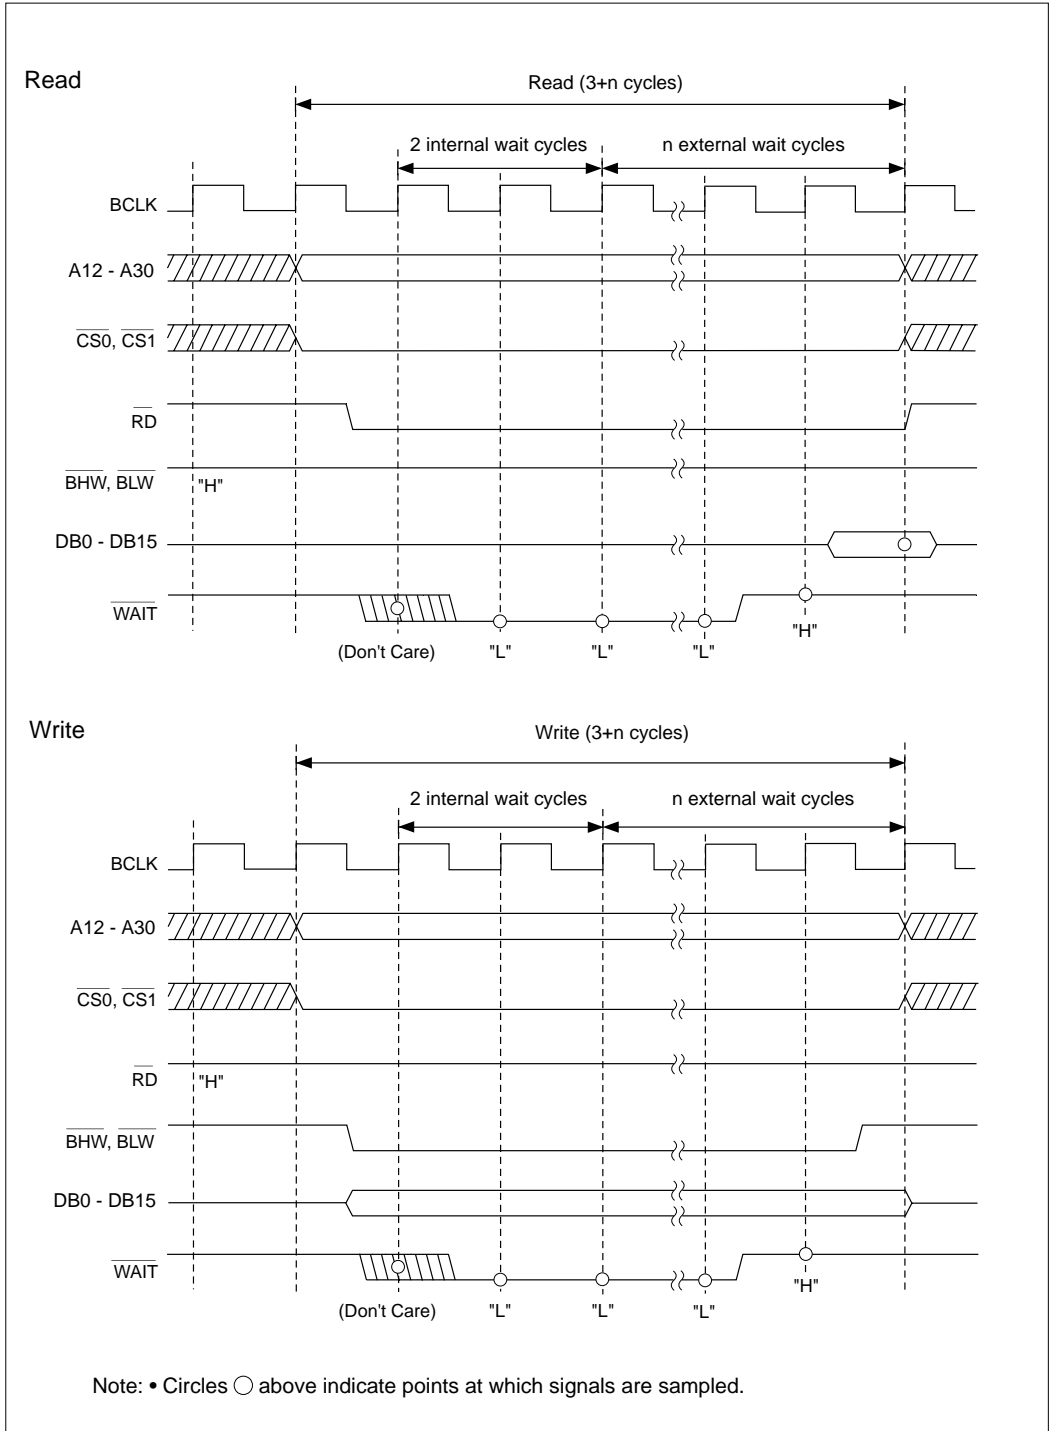 Read
Read (3+n cycles)
2 internal wait cycles
n external wait cycles
BCLK
A12 - A30
CS0, CS1
RD
BHW, BLW
"H"
DB0 - DB15
WAIT
"H"
(Don't Care)
"L"
"L"
"L"
Write
Write (3+n cycles)
2 internal wait cycles
n external wait cycles
BCLK
A12 - A30
CS0, CS1
RD
"H"
BHW, BLW
DB0 - DB15
WAIT
"H"
(Don't Care)
"L"
"L"
"L"
Note: • Circles ○ above indicate points at which signals are sampled.